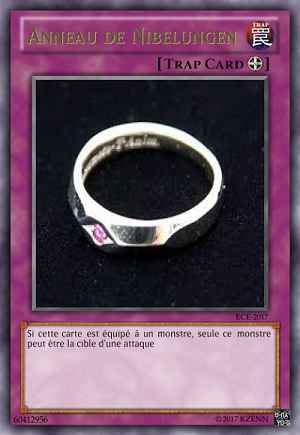 ANNEAU DE NIBELUNGEN
TRAP
罠
[TRAP CARD]
ECE-2017
Si cette carte est équipé à un monstre, seule ce monstre
peut être la cible d'une attaque
60412956
©2017 KZENN